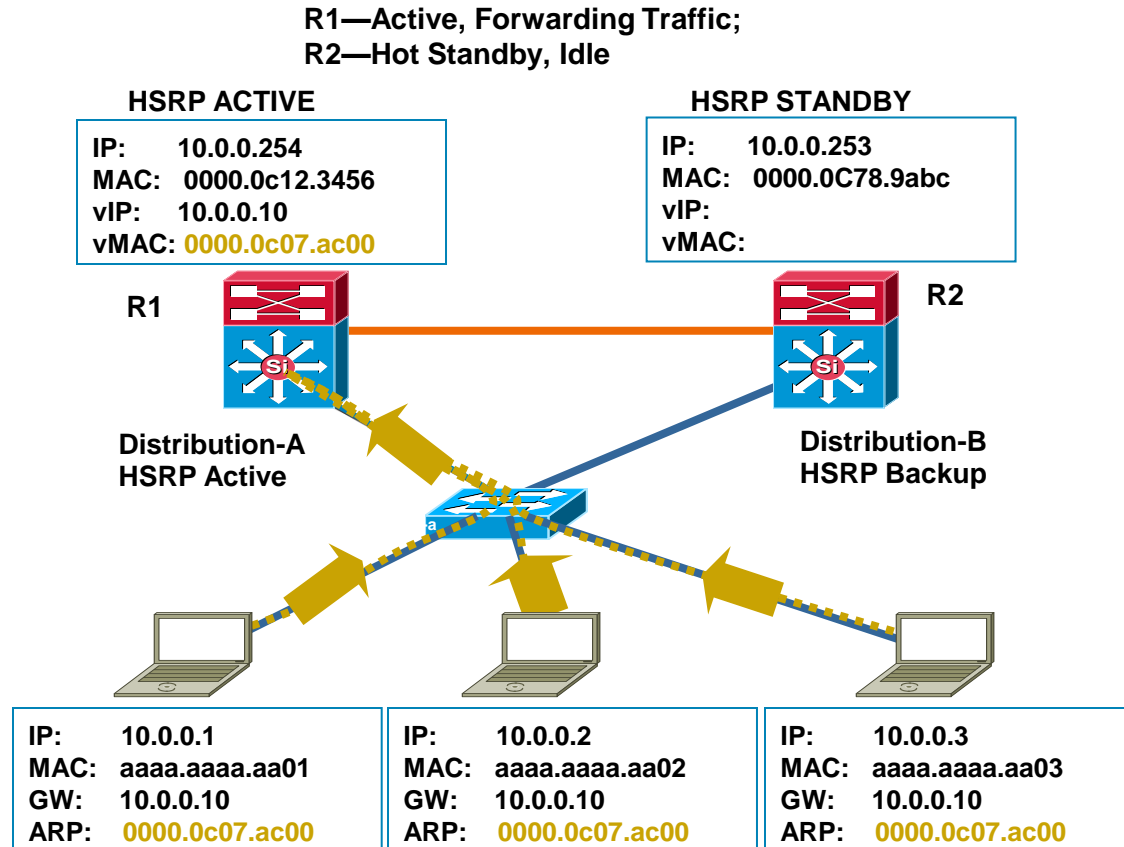 R1—Active, Forwarding Traffic;
R2—Hot Standby, Idle
HSRP ACTIVE
IP: 10.0.0.254
MAC: 0000.0c12.3456
vIP: 10.0.0.10
vMAC: 0000.0c07.ac00
HSRP STANDBY
IP: 10.0.0.253
MAC: 0000.0C78.9abc
vIP:
vMAC:
R1
R2
Si
Si
Distribution-A
HSRP Active
Distribution-B
HSRP Backup
IP: 10.0.0.1
MAC: aaaa.aaaa.aa01
GW: 10.0.0.10
ARP: 0000.0c07.ac00
IP: 10.0.0.2
MAC: aaaa.aaaa.aa02
GW: 10.0.0.10
ARP: 0000.0c07.ac00
IP: 10.0.0.3
MAC: aaaa.aaaa.aa03
GW: 10.0.0.10
ARP: 0000.0c07.ac00